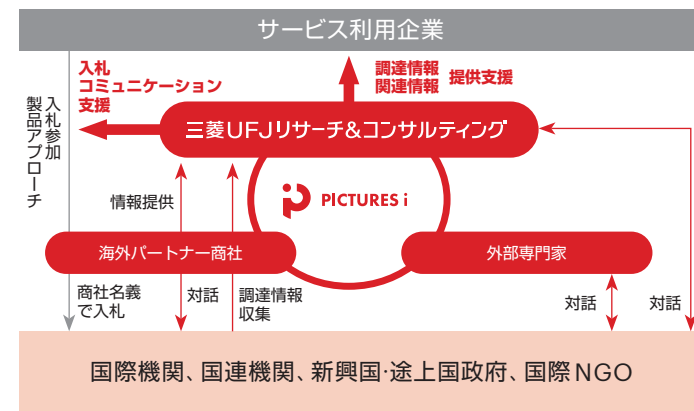 サービス利用企業
入札
コミュニケーション
支援
調達情報
関連情報
提供支援
入札参加
製品アプローチ
三菱UFJリサーチ&コンサルティング
情報提供
PICTURES i
海外パートナー商社
外部専門家
商社名義
で入札
対話
調達情報
収集
対話
対話
国際機関、国連機関、新興国·途上国政府、国際NGO